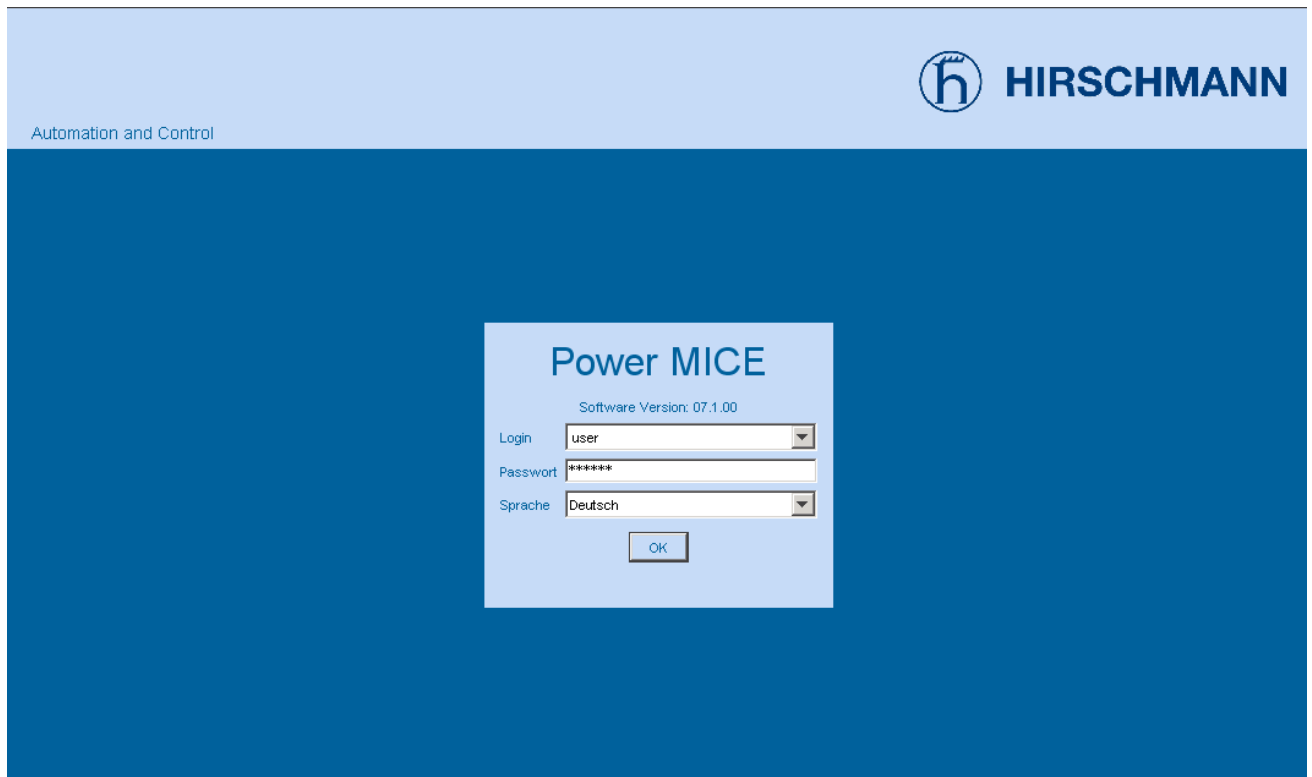 HIRSCHMANN
Automation and Control
Power MICE
Software Version: 07.1.00
Login user
Passwort ******
Sprache Deutsch
OK